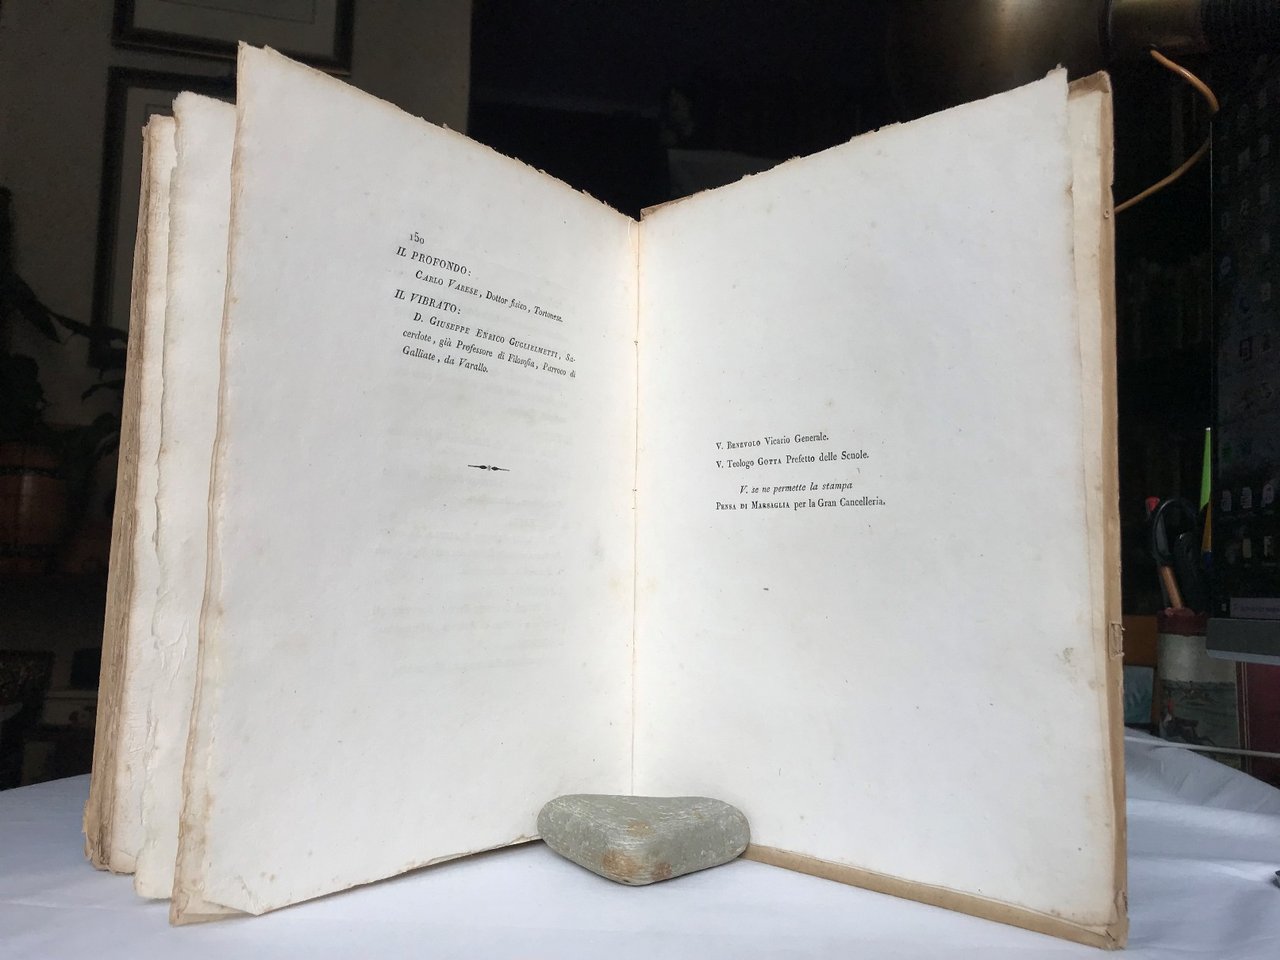 150
IL PROFONDO:
CARLO VARESE, Dottor fisico, Tortonese.
IL VIBRATO:
D. GIUSEPPE ENRICO GUGLIELMETTI, Sa-
cerdote, già Professore di Filosofia, Parroco di
Galliate, da Varallo.
V. BENEVOLO Vicario Generale.
V. Teologo GOTTA Prefetto delle Scuole.
V. se ne permette la stampa
PENSA DI MARSAGLIA per la Gran Cancelleria.